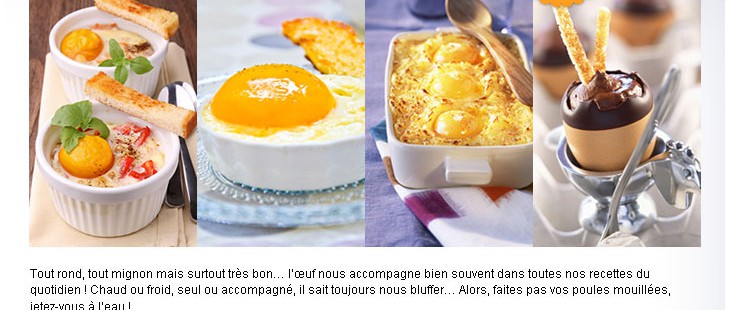 Tout rond, tout mignon mais surtout très bon... l'œuf nous accompagne bien souvent dans toutes nos recettes du
quotidien ! Chaud ou froid, seul ou accompagné, il sait toujours nous bluffer... Alors, faites pas vos poules mouillées,
jetez-vous à l'eau !